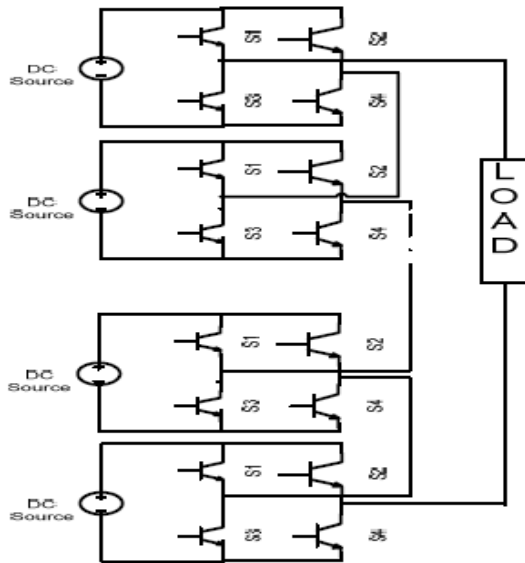 S1 S2
DC
Source
S3 S4
S1 S2
DC
Source
S3 S4
LOAD
S1 S2
DC
Source
S3 S4
S1 S2
DC
Source
S3 S4